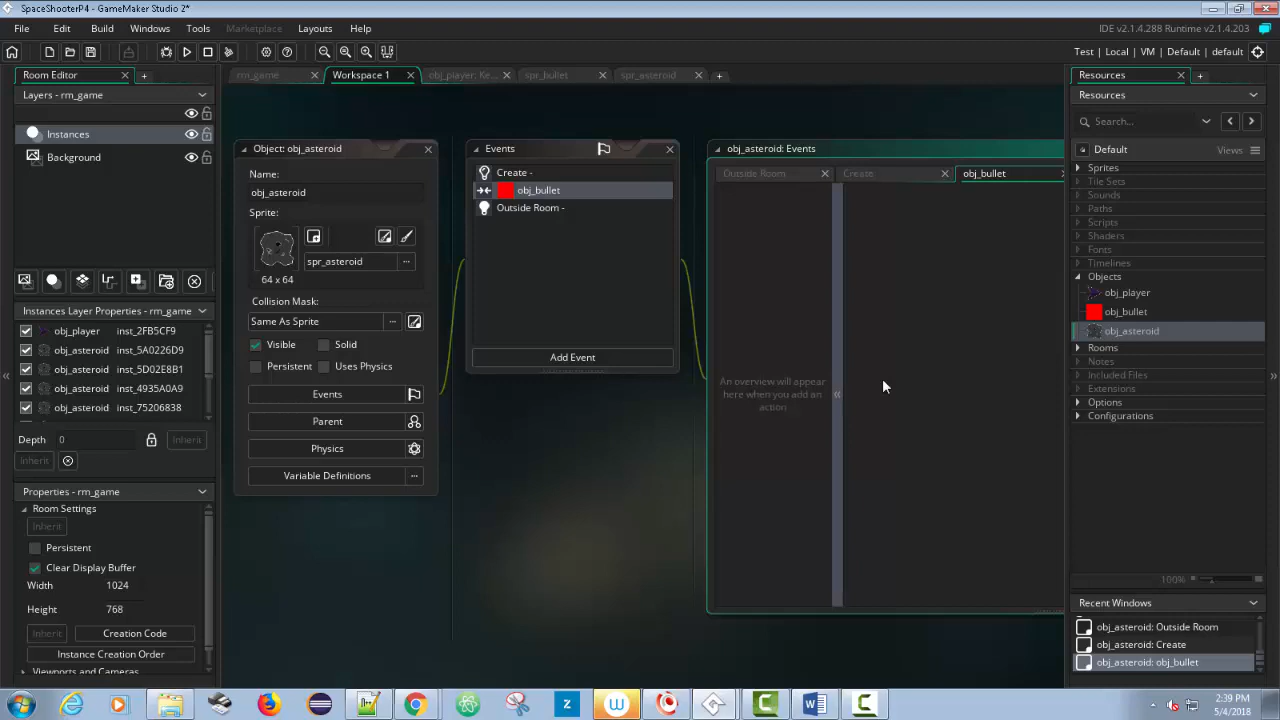 SpaceShooterP4 - GameMaker Studio 2*
File Edit Build Windows Tools Marketplace Layouts Help
IDE v2.1.4.288 Runtime v2.1.4.203
Test | Local | VM | Default | default
Room Editor
rm_game
Workspace 1
obj_player: Ke...
spr_bullet
spr_asteroid
Resources
Layers - rm_game
Instances
Background
Instances Layer Properties - rm_game
obj_player inst_2FB5CF9
obj_asteroid inst_5A0226D9
obj_asteroid inst_5D02E8B1
obj_asteroid inst_4935A0A9
obj_asteroid inst_75206838
Depth 0 Inherit
Inherit
Properties - rm_game
Room Settings
Inherit
Persistent
Clear Display Buffer
Width 1024
Height 768
Inherit Creation Code
Instance Creation Order
Viewports and Cameras
Object: obj_asteroid
Name:
obj_asteroid
Sprite:
spr_asteroid ...
64 x 64
Collision Mask:
Same As Sprite ...
Visible Solid
Persistent Uses Physics
Events
Parent
Physics
Variable Definitions ...
Events
Create -
obj_bullet
Outside Room -
Add Event
obj_asteroid: Events
Outside Room Create obj_bullet
An overview will appear
here when you add an
action
Resources
Search...
Default Views
Sprites
Tile Sets
Sounds
Paths
Scripts
Shaders
Fonts
Timelines
Objects
obj_player
obj_bullet
obj_asteroid
Rooms
Notes
Included Files
Extensions
Options
Configurations
100%
Recent Windows
obj_asteroid: Outside Room
obj_asteroid: Create
obj_asteroid: obj_bullet
2:39 PM
5/4/2018